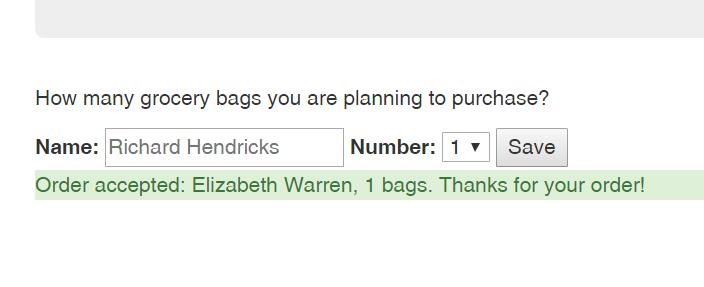 How many grocery bags you are planning to purchase?
Name: Richard Hendricks Number: 1 Save
Order accepted: Elizabeth Warren, 1 bags. Thanks for your order!